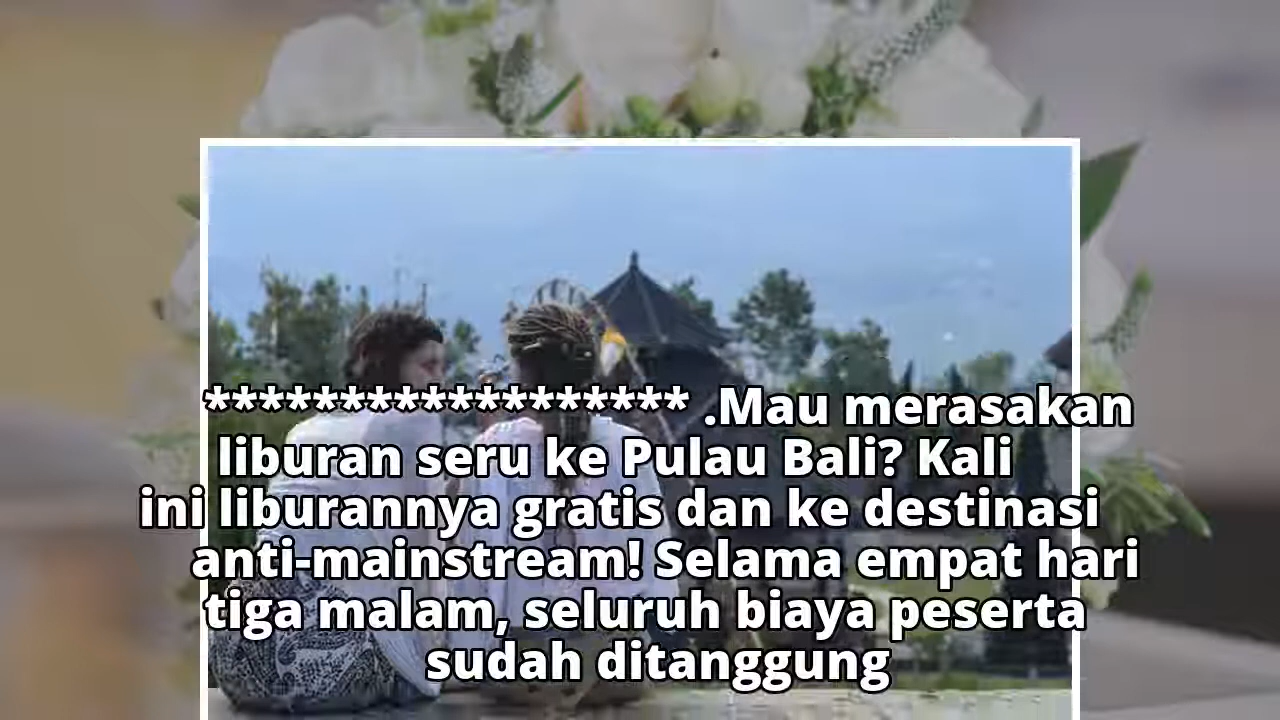 ****************** .Mau merasakan
liburan seru ke Pulau Bali? Kali
ini liburannya gratis dan ke destinasi
anti-mainstream! Selama empat hari
tiga malam, seluruh biaya peserta
sudah ditanggung